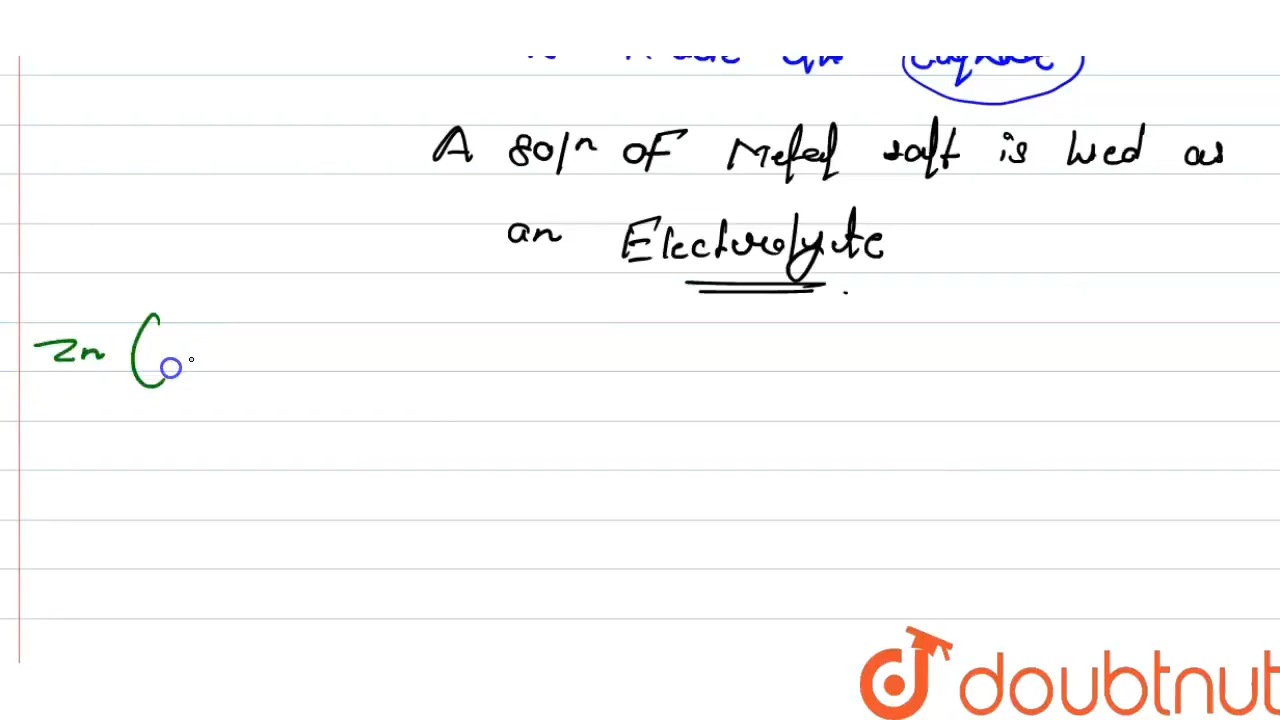 A sol/n of Metal salt is used as
an Electrolyte.
Zn (
doubtnut